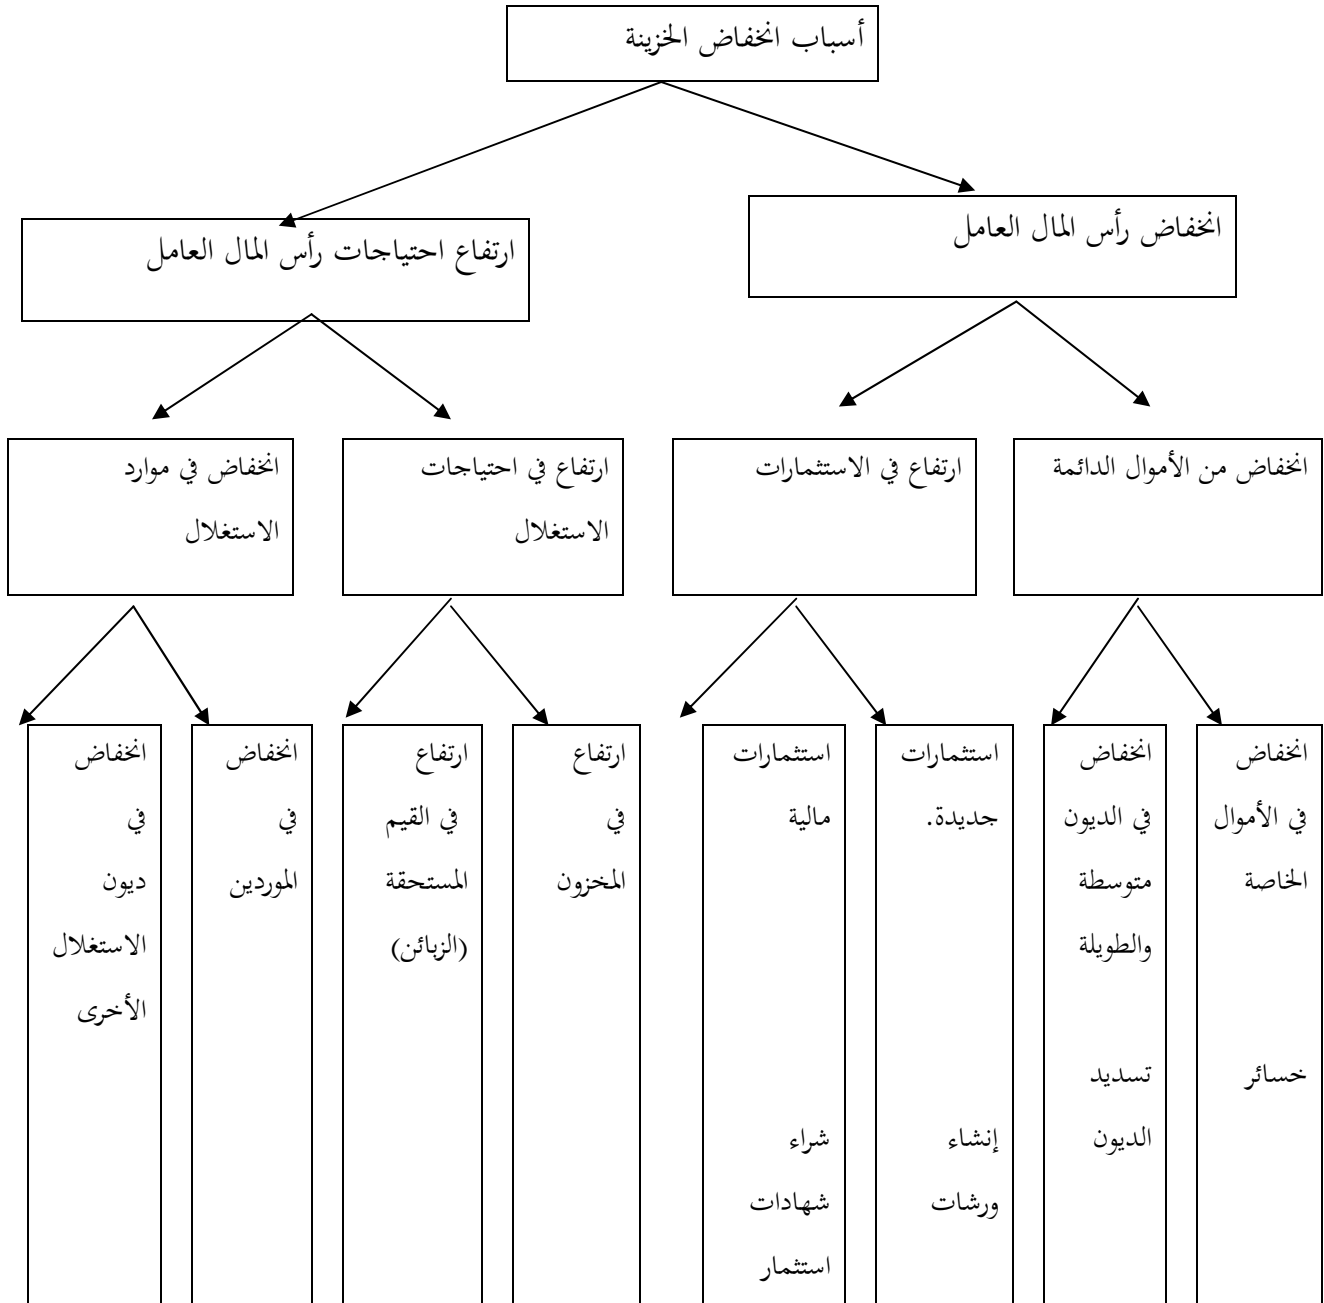 أسباب انخفاض الخزينة
انخفاض رأس المال العامل
ارتفاع احتياجات رأس المال العامل
انخفاض من الأموال الدائمة
ارتفاع في الاستثمارات
ارتفاع في احتياجات
الاستغلال
انخفاض في موارد
الاستغلال
انخفاض
في الأموال
الخاصة
خسائر
انخفاض
في الديون
متوسطة
والطويلة
تسديد
الديون
استثمارات
جديدة.
إنشاء
ورشات
استثمارات
مالية
شراء
شهادات
استثمار
ارتفاع
في
المخزون
ارتفاع
في القيم
المستحقة
(الزبائن)
انخفاض
في
الموردين
انخفاض
في
ديون
الاستغلال
الأخرى